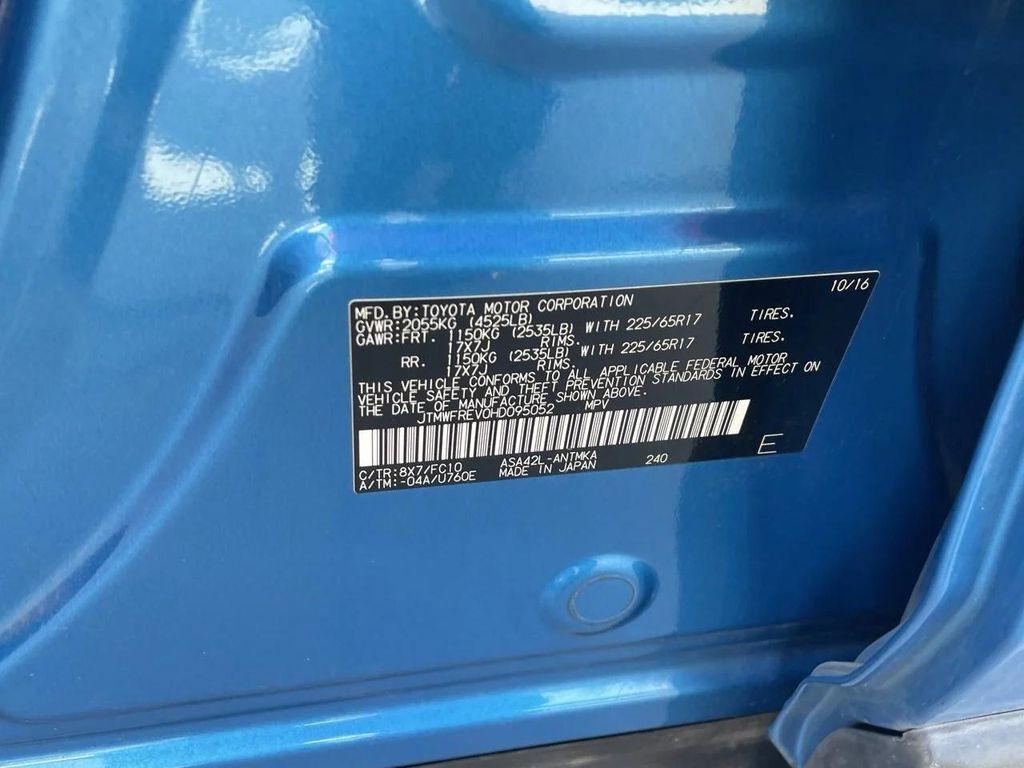 10/16
MFD. BY: TOYOTA MOTOR CORPORATION
GVWR: 2055KG (4525LB)
GAWR: FRT. 1150KG (2535LB) WITH 225/65R17 TIRES.
17X7J RIMS.
RR. 1150KG (2535LB) WITH 225/65R17 TIRES.
17X7J RIMS.
THIS VEHICLE CONFORMS TO ALL APPLICABLE FEDERAL MOTOR
VEHICLE SAFETY AND THEFT PREVENTION STANDARDS IN EFFECT ON
THE DATE OF MANUFACTURE SHOWN ABOVE.
JTMWFREV0HD095052 MPV
C/TR: 8X7/FC10 ASA42L-ANTMKA 240 E
A/TM: -04A/U760E MADE IN JAPAN